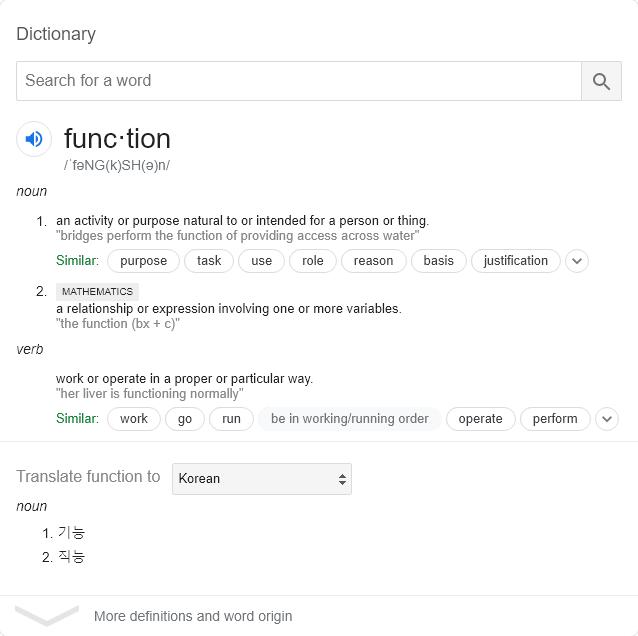 Dictionary
Search for a word
func·tion
/ˈfəNG(k)SH(ə)n/
noun
1. an activity or purpose natural to or intended for a person or thing.
"bridges perform the function of providing access across water"
Similar: purpose task use role reason basis justification
2. MATHEMATICS
a relationship or expression involving one or more variables.
"the function (bx + c)"
verb
work or operate in a proper or particular way.
"her liver is functioning normally"
Similar: work go run be in working/running order operate perform
Translate function to Korean
noun
1. 기능
2. 직능
More definitions and word origin